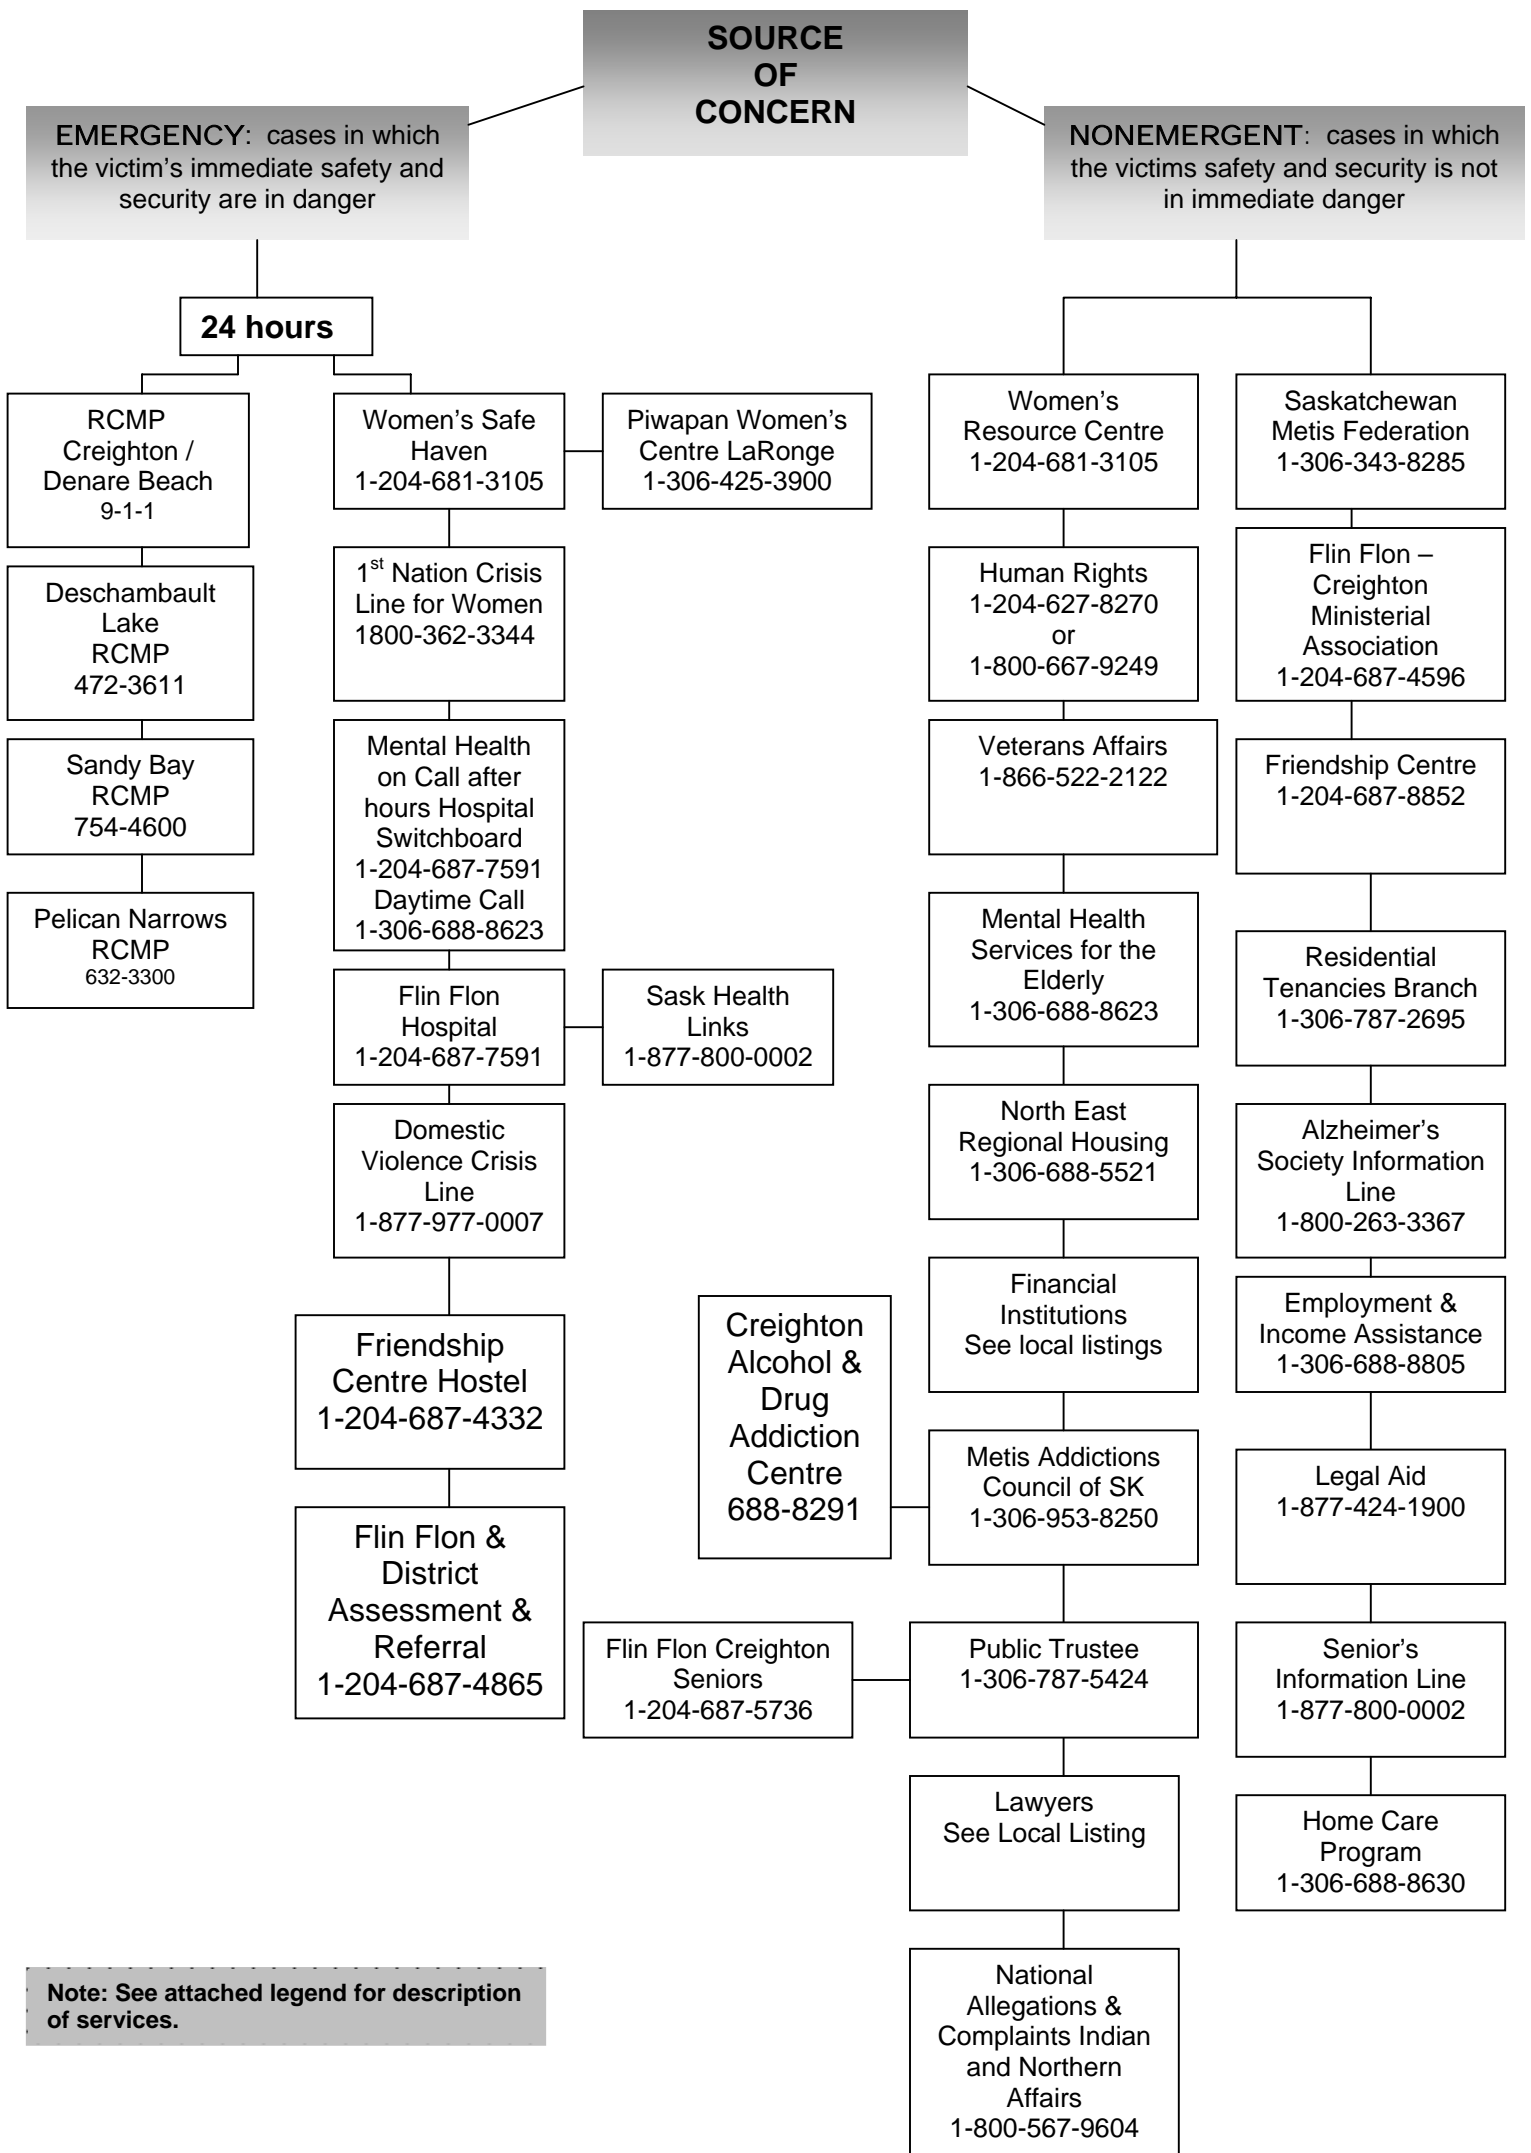 SOURCE
OF
CONCERN
EMERGENCY: cases in which
the victim's immediate safety and
security are in danger
NONEMERGENT: cases in which
the victims safety and security is not
in immediate danger
24 hours
RCMP
Creighton /
Denare Beach
9-1-1
Deschambault
Lake
RCMP
472-3611
Sandy Bay
RCMP
754-4600
Pelican Narrows
RCMP
632-3300
Women's Safe
Haven
1-204-681-3105
Piwapan Women's
Centre LaRonge
1-306-425-3900
1st Nation Crisis
Line for Women
1800-362-3344
Mental Health
on Call after
hours Hospital
Switchboard
1-204-687-7591
Daytime Call
1-306-688-8623
Flin Flon
Hospital
1-204-687-7591
Sask Health
Links
1-877-800-0002
Domestic
Violence Crisis
Line
1-877-977-0007
Friendship
Centre Hostel
1-204-687-4332
Flin Flon &
District
Assessment &
Referral
1-204-687-4865
Women's
Resource Centre
1-204-681-3105
Human Rights
1-204-627-8270
or
1-800-667-9249
Veterans Affairs
1-866-522-2122
Mental Health
Services for the
Elderly
1-306-688-8623
North East
Regional Housing
1-306-688-5521
Financial
Institutions
See local listings
Creighton
Alcohol &
Drug
Addiction
Centre
688-8291
Metis Addictions
Council of SK
1-306-953-8250
Flin Flon Creighton
Seniors
1-204-687-5736
Public Trustee
1-306-787-5424
Lawyers
See Local Listing
National
Allegations &
Complaints Indian
and Northern
Affairs
1-800-567-9604
Saskatchewan
Metis Federation
1-306-343-8285
Flin Flon –
Creighton
Ministerial
Association
1-204-687-4596
Friendship Centre
1-204-687-8852
Residential
Tenancies Branch
1-306-787-2695
Alzheimer's
Society Information
Line
1-800-263-3367
Employment &
Income Assistance
1-306-688-8805
Legal Aid
1-877-424-1900
Senior's
Information Line
1-877-800-0002
Home Care
Program
1-306-688-8630
Note: See attached legend for description
of services.